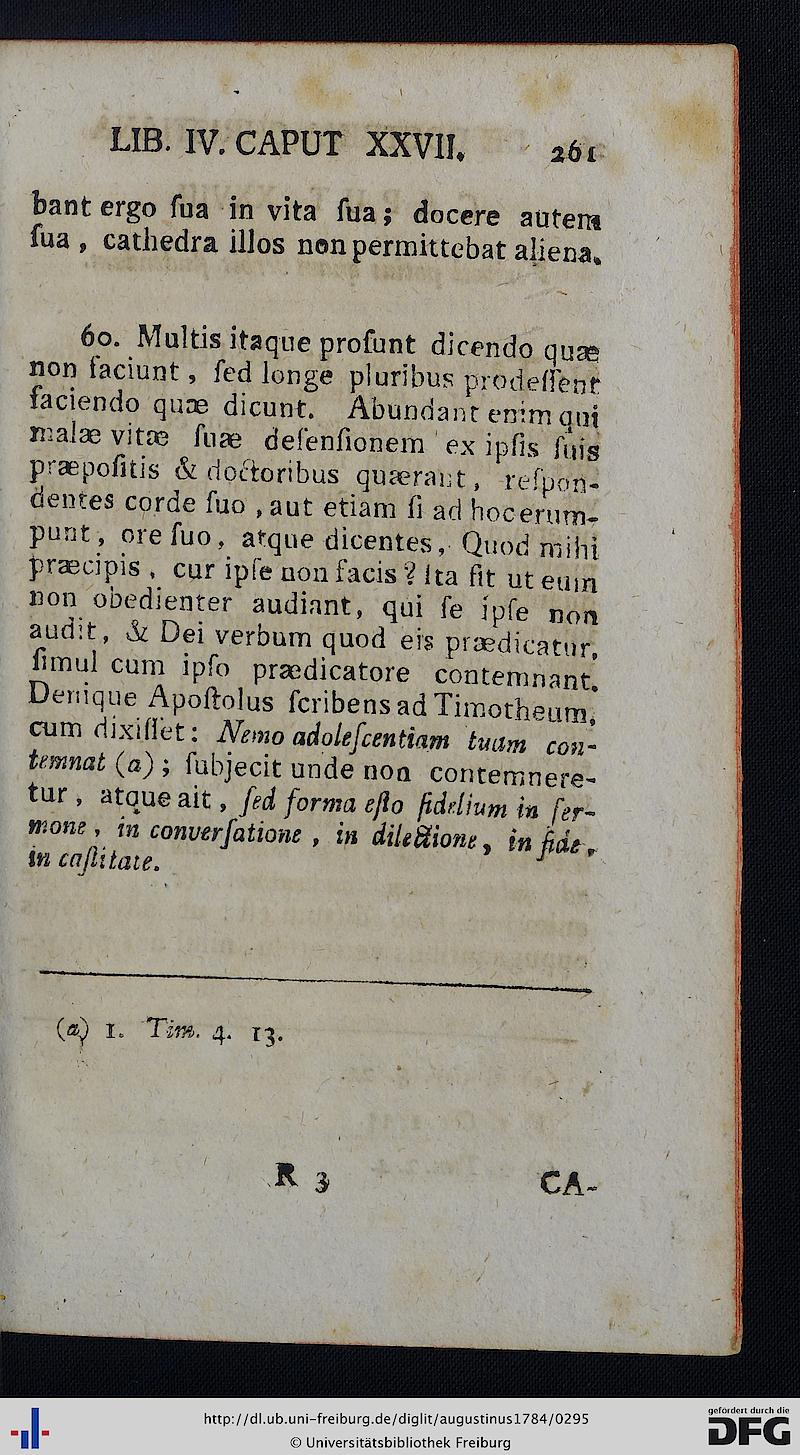 LIB. IV. CAPUT XXVII. 261
bant ergo ſua in vita ſua; docere autem
ſua, cathedra illos non permittebat aliena.
60. Multis itaque proſunt dicendo quæ
non faciunt, ſed longe pluribus prodeſſent
faciendo quæ dicunt. Abundant enim qui
malæ vitæ ſuæ defenſionem ex ipſis ſuis
præpoſitis & doctoribus quærant, reſpon-
dentes corde ſuo, aut etiam ſi ad hoc erum-
punt, ore ſuo, atque dicentes, Quod mihi
præcipis, cur ipſe non facis? Ita fit ut eum
non obedienter audiant, qui ſe ipſe non
audit, & Dei verbum quod eis prædicatur,
ſimul cum ipſo prædicatore contemnant.
Denique Apoſtolus ſcribens ad Timotheum,
cum dixiſſet: Nemo adoleſcentiam tuam con-
temnat (a); ſubjecit unde non contemnere-
tur, atque ait, ſed forma eſto fidelium in ſer-
mone, in converſatione, in dilectione, in fide,
in caſtitate.
(a) 1. Tim. 4. 13.
R 3 CA-
http://dl.ub.uni-freiburg.de/diglit/augustinus1784/0295
© Universitätsbibliothek Freiburg
gefördert durch die
DFG